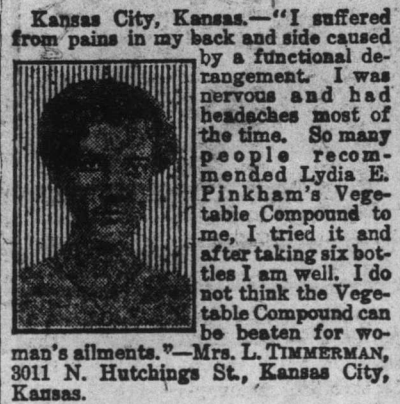 Kansas City, Kansas.—"I suffered
from pains in my back and side caused
by a functional de-
rangement. I was
nervous and had
headaches most of
the time. So many
people recom-
mended Lydia E.
Pinkham's Vege-
table Compound to
me, I tried it and
after taking six bot-
tles I am well. I do
not think the Vege-
table Compound can
be beaten for wo-
man's ailments."—Mrs. L. TIMMERMAN,
3011 N. Hutchings St., Kansas City,
Kansas.